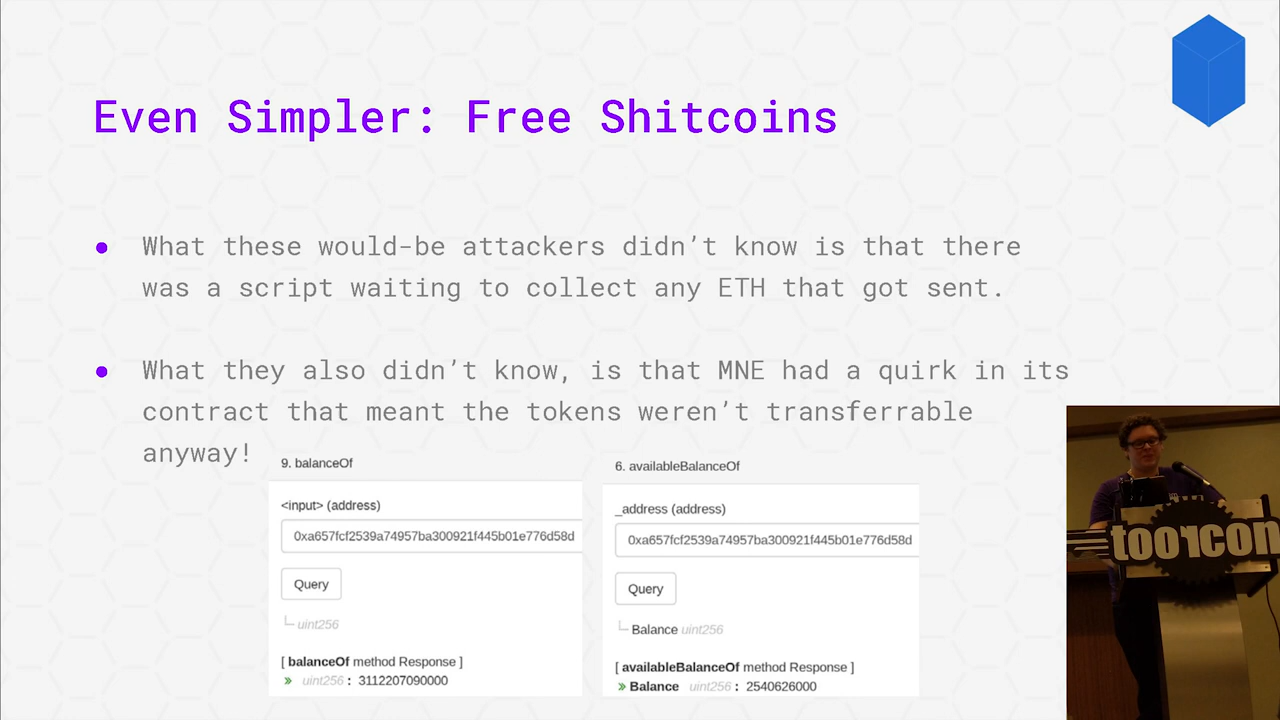 Even Simpler: Free Shitcoins
What these would-be attackers didn’t know is that there
was a script waiting to collect any ETH that got sent.
What they also didn’t know, is that MNE had a quirk in its
contract that meant the tokens weren’t transferrable
anyway!
9. balanceOf
<input> (address)
0xa657fcf2539a74957ba300921f445b01e776d58d
Query
uint256
[ balanceOf method Response ]
» uint256 : 3112207090000
6. availableBalanceOf
_address (address)
0xa657fcf2539a74957ba300921f445b01e776d58d
Query
Balance uint256
[ availableBalanceOf method Response ]
» Balance uint256 : 2540626000
toorcon